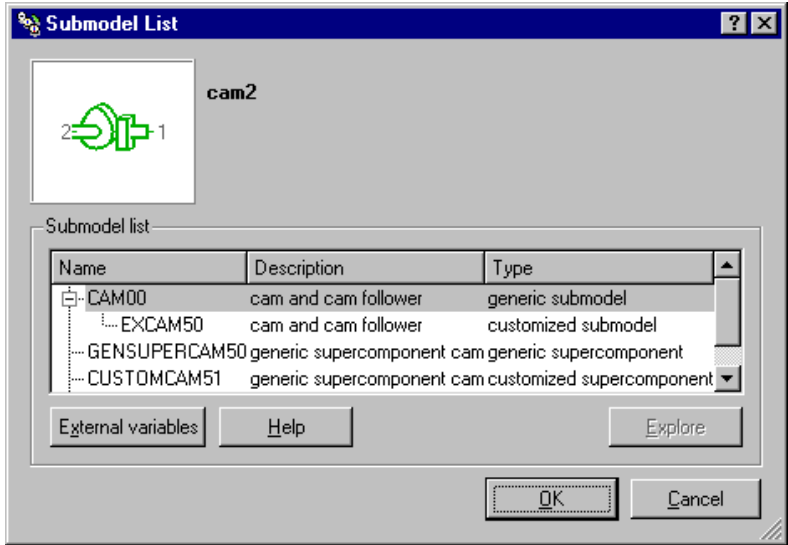 Submodel List
cam2
2 1
Submodel list
Name Description Type
CAM00 cam and cam follower generic submodel
EXCAM50 cam and cam follower customized submodel
GENSUPERCAM50 generic supercomponent cam generic supercomponent
CUSTOMCAM51 generic supercomponent cam customized supercomponent
External variables Help Explore
OK Cancel